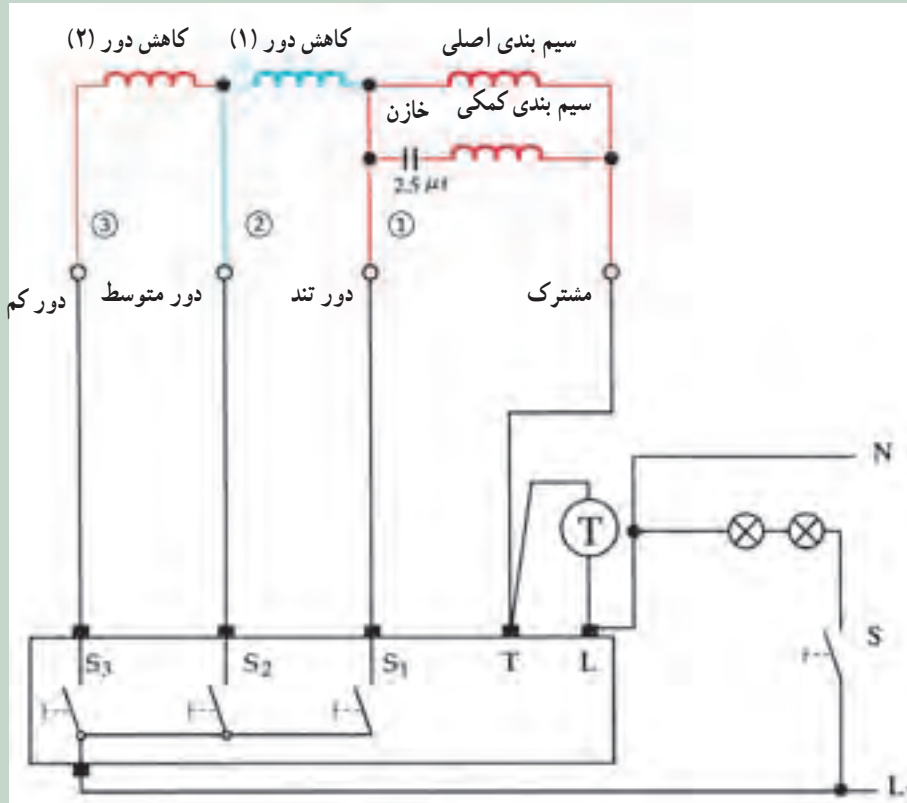 کاهش دور (۲)
کاهش دور (۱)
سیم بندی اصلی
خازن
سیم بندی کمکی
2.5 μf
③
②
①
دور کم
دور متوسط
دور تند
مشترک
N
T
S
S3
S2
S1
T
L
L